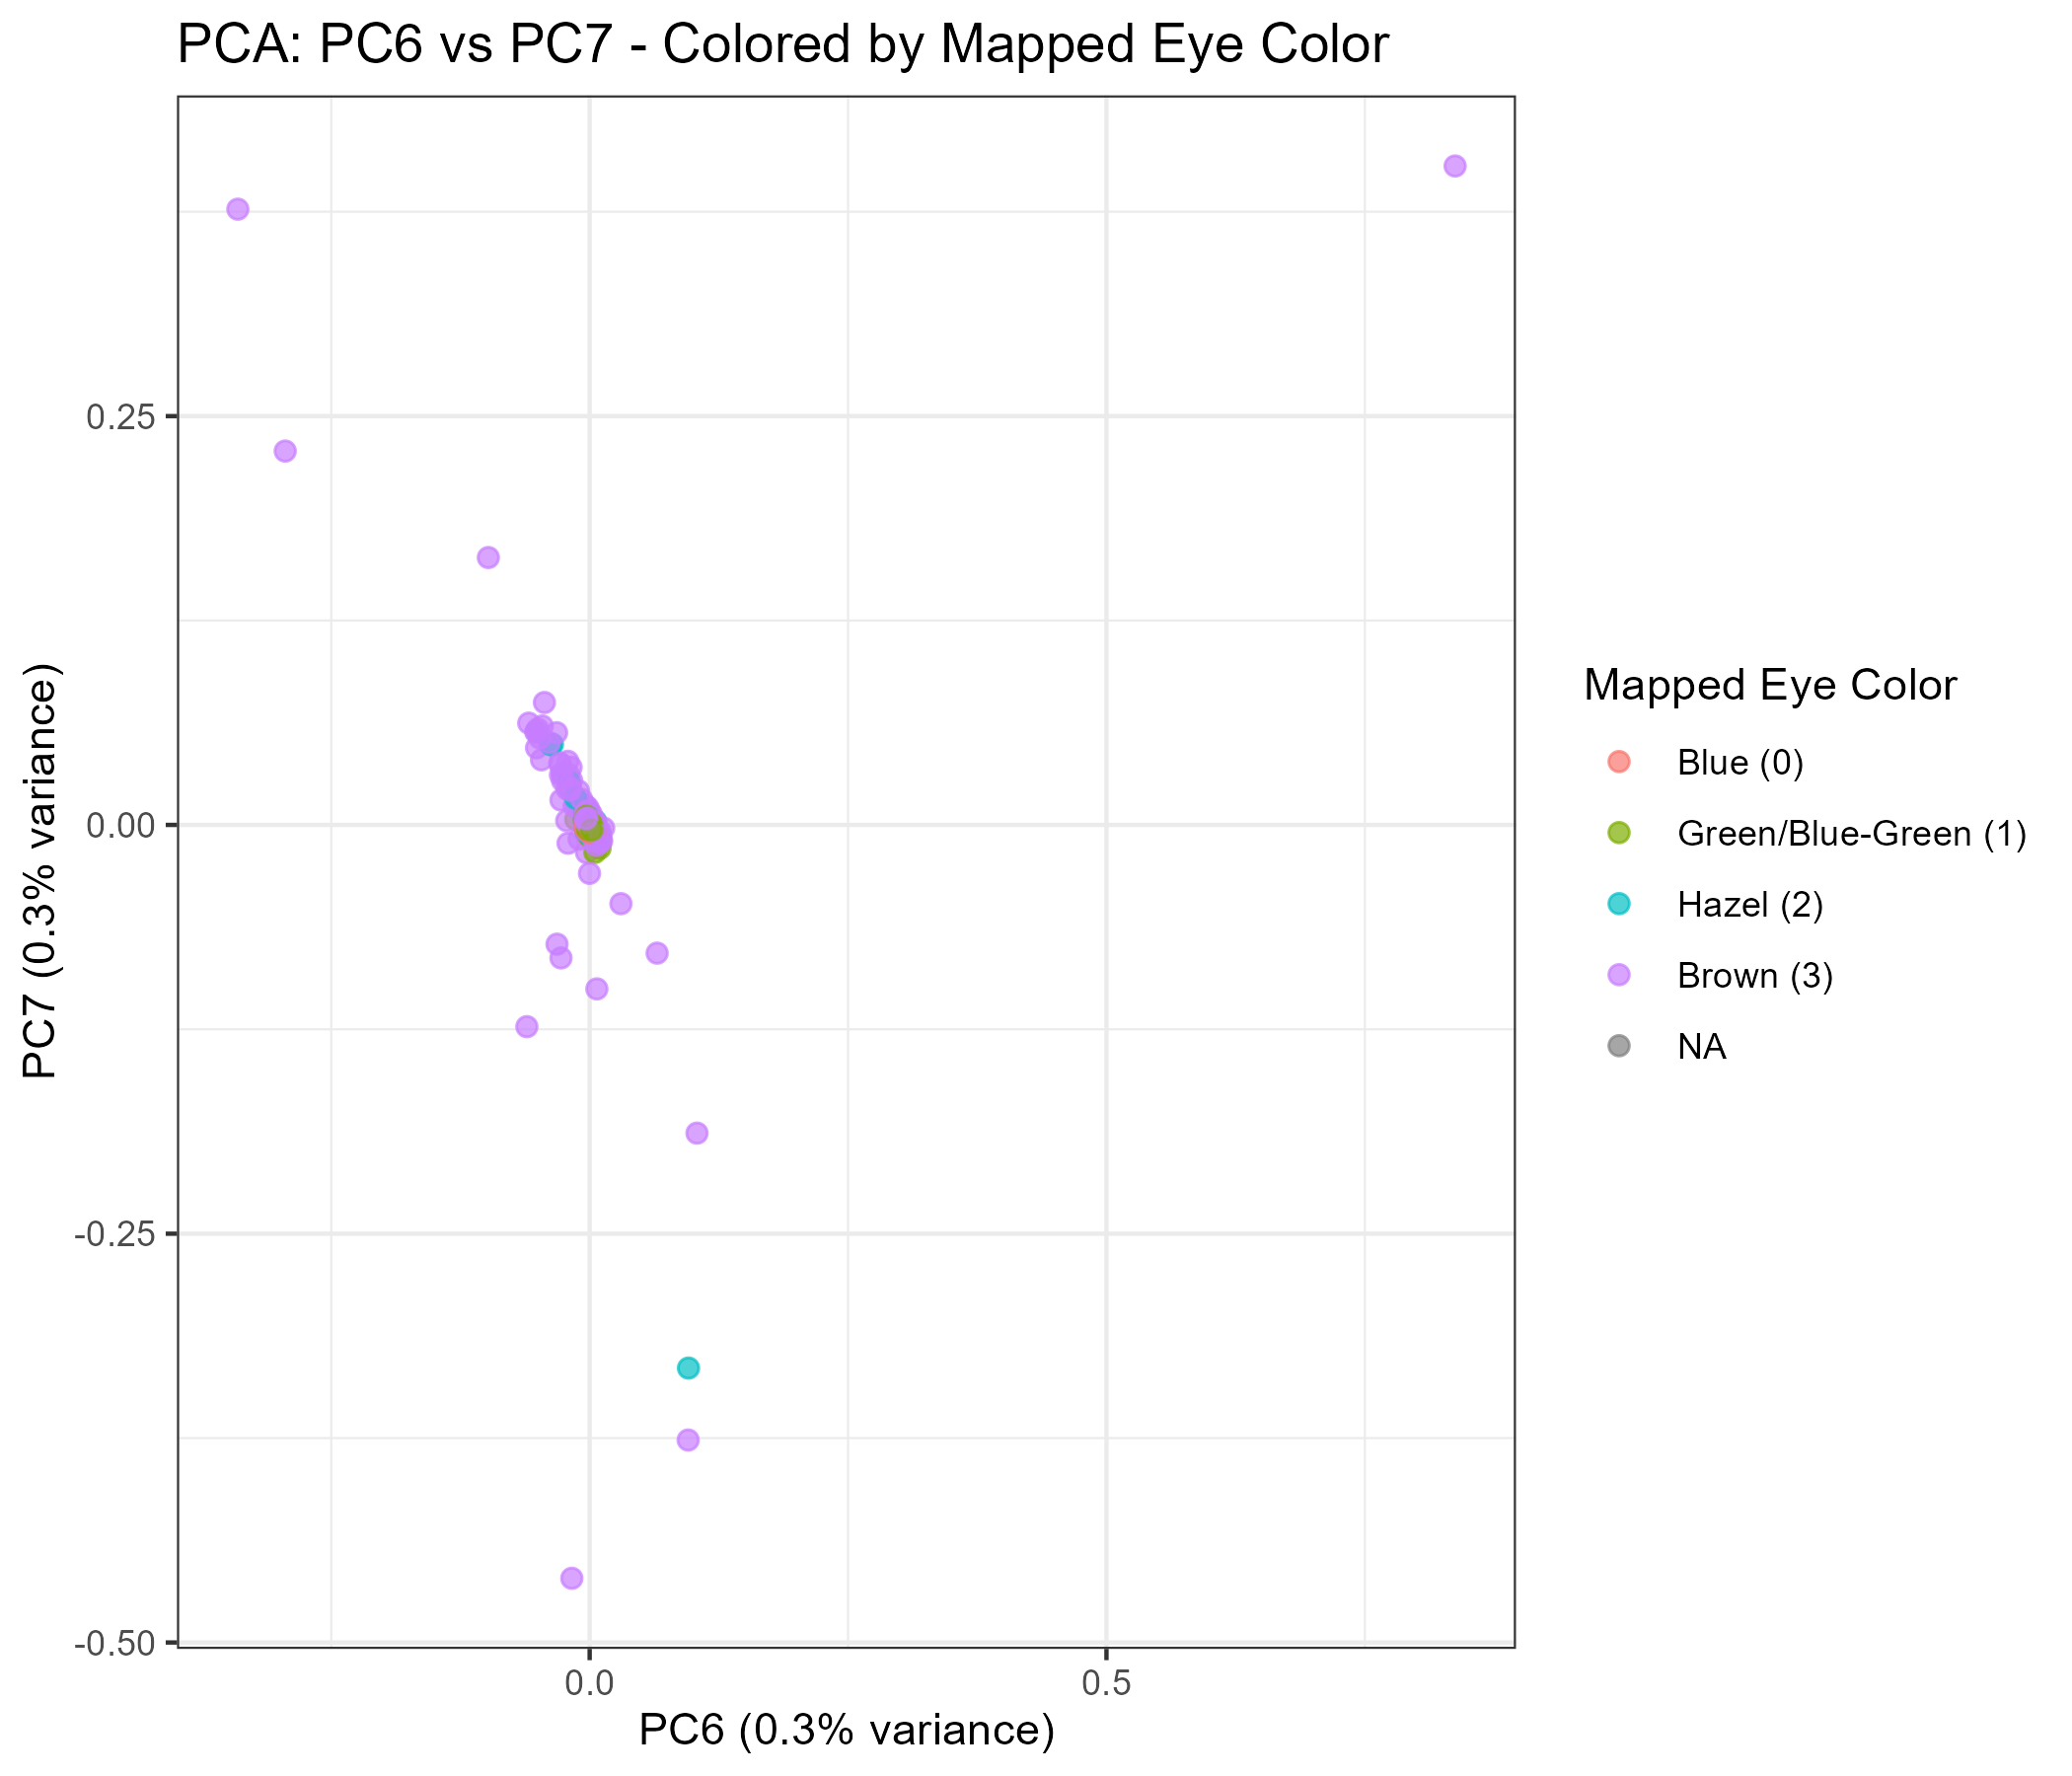 PCA: PC6 vs PC7 - Colored by Mapped Eye Color
PC7 (0.3% variance)
0.25
0.00
-0.25
-0.50
0.0
0.5
PC6 (0.3% variance)
Mapped Eye Color
Blue (0)
Green/Blue-Green (1)
Hazel (2)
Brown (3)
NA